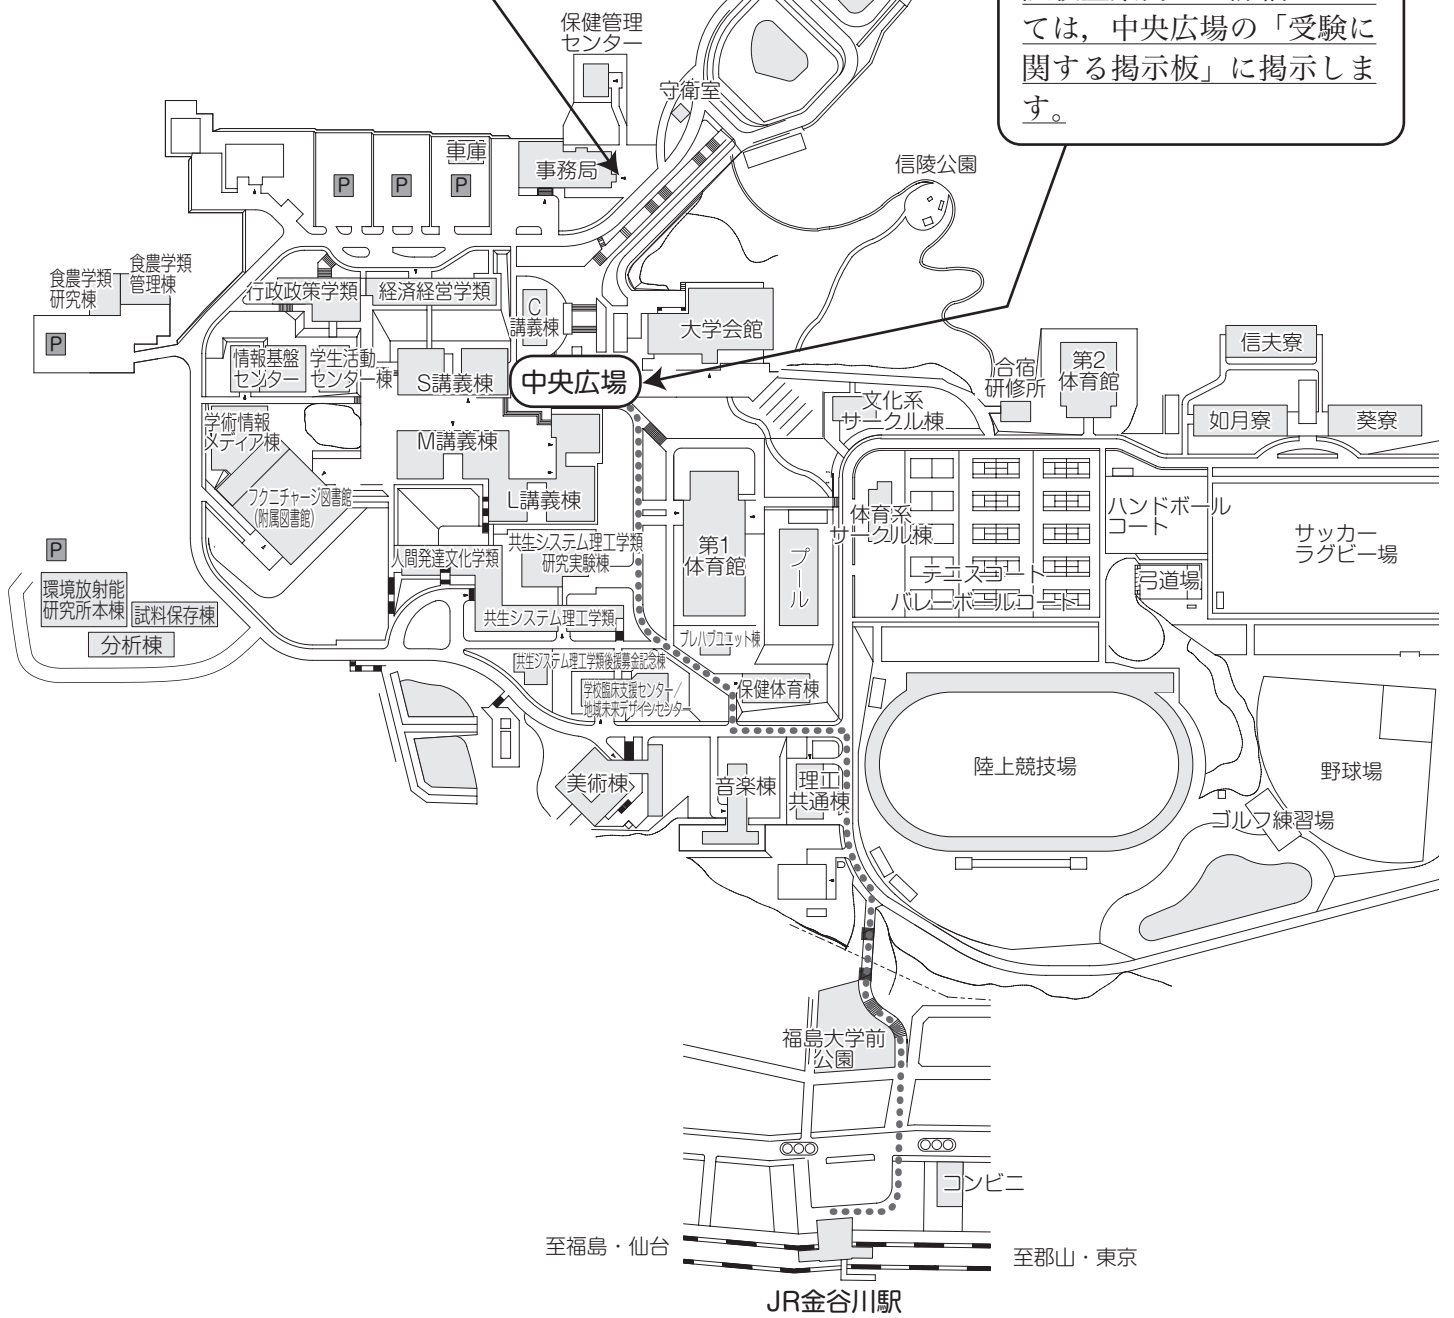 ては，中央広場の「受験に
関する掲示板」に掲示しま
す。
保健管理
センター
守衛室
車庫
事務局
P
P
P
信陵公園
食農学類
研究棟
食農学類
管理棟
行政政策学類
経済経営学類
C
講義棟
大学会館
P
情報基盤
センター
学生活動
センター棟
S講義棟
中央広場
合宿
研修所
第2
体育館
信夫寮
文化系
サークル棟
如月寮
葵寮
学術情報
メディア棟
M講義棟
L講義棟
フクニチャージ図書館
(附属図書館)
人間発達文化学類
共生システム理工学類
研究実験棟
第1
体育館
プール
体育系
サークル棟
テニスコート
バレーボールコート
ハンドボール
コート
サッカー
ラグビー場
弓道場
P
環境放射能
研究所本棟
試料保存棟
分析棟
共生システム理工学類
プレハブユニット棟
共生システム理工学類後援募金記念棟
学校臨床支援センター/
地域未来デザインセンター
保健体育棟
美術棟
音楽棟
理工
共通棟
陸上競技場
野球場
ゴルフ練習場
福島大学前
公園
コンビニ
至福島・仙台
至郡山・東京
JR金谷川駅